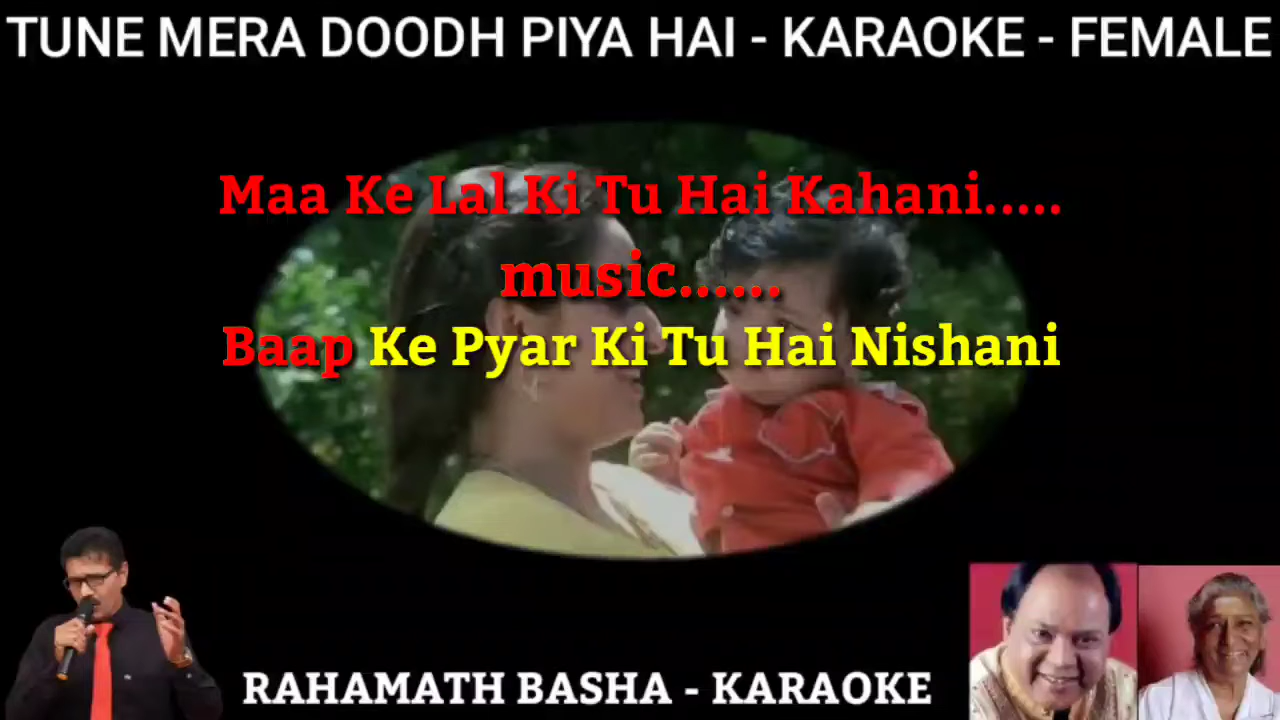 TUNE MERA DOODH PIYA HAI - KARAOKE - FEMALE
Maa Ke Lal Ki Tu Hai Kahani.....
music......
Baap Ke Pyar Ki Tu Hai Nishani
RAHAMATH BASHA - KARAOKE